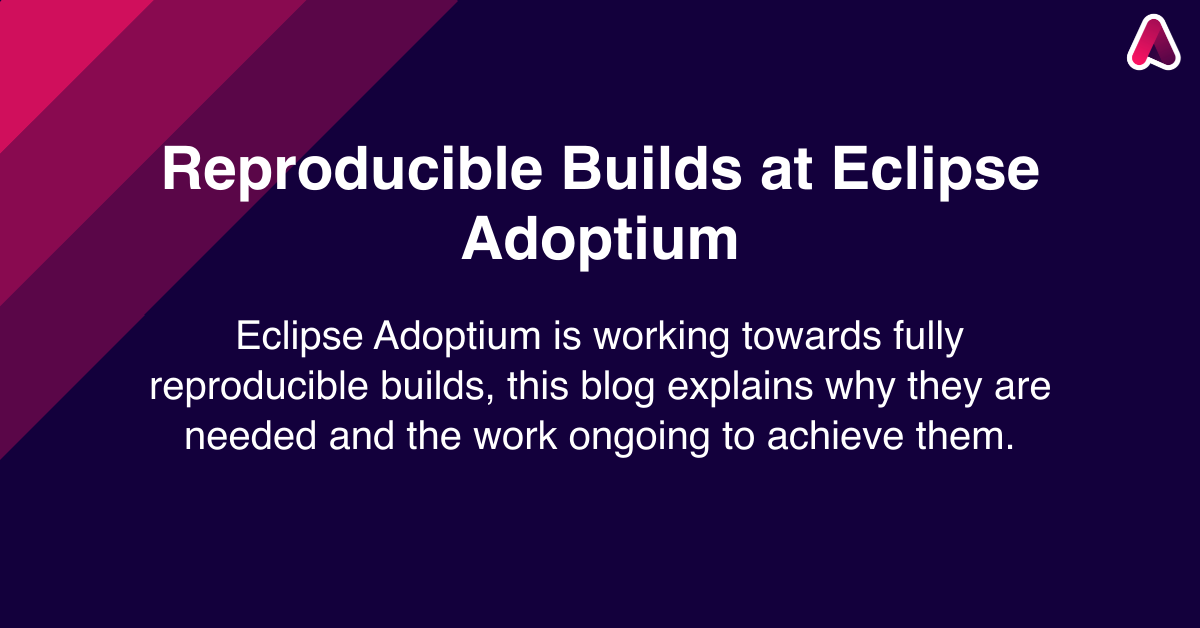 Reproducible Builds at Eclipse
Adoptium
Eclipse Adoptium is working towards fully
reproducible builds, this blog explains why they are
needed and the work ongoing to achieve them.